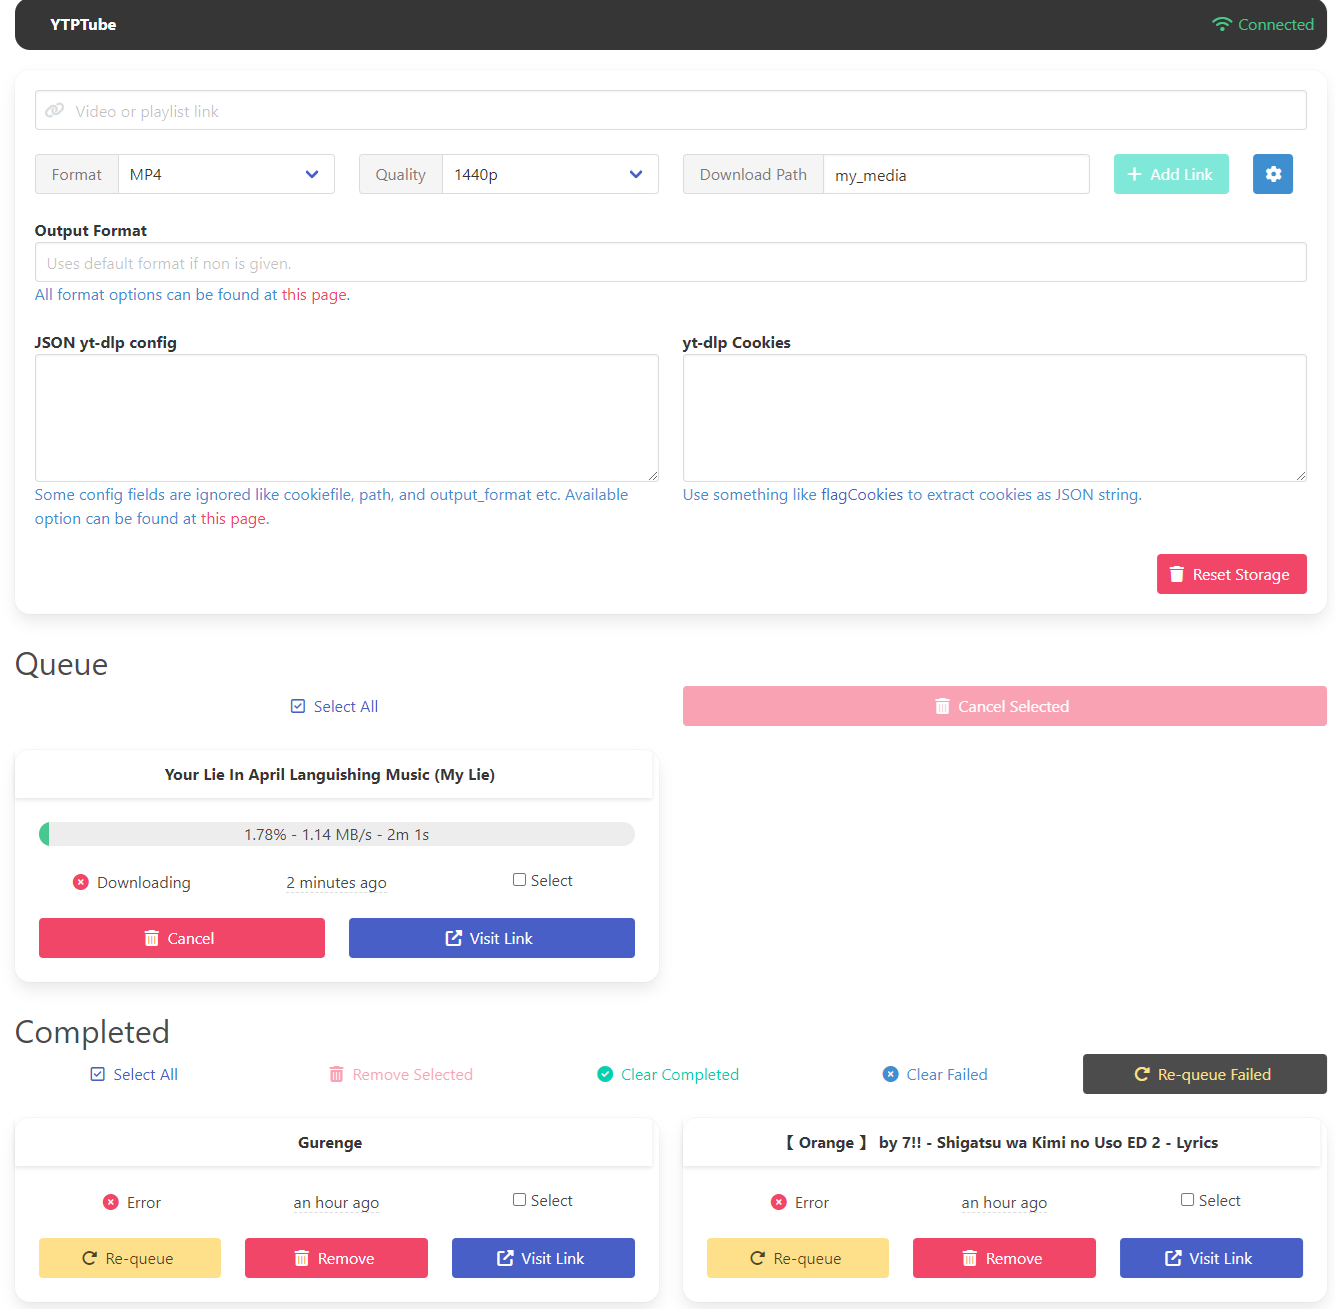 YTPTube
Connected
Video or playlist link
Format MP4 Quality 1440p Download Path my_media + Add Link
Output Format
Uses default format if non is given.
All format options can be found at this page.
JSON yt-dlp config
yt-dlp Cookies
Some config fields are ignored like cookiefile, path, and output_format etc. Available
option can be found at this page.
Use something like flagCookies to extract cookies as JSON string.
Reset Storage
Queue
Select All
Cancel Selected
Your Lie In April Languishing Music (My Lie)
1.78% - 1.14 MB/s - 2m 1s
Downloading 2 minutes ago Select
Cancel Visit Link
Completed
Select All Remove Selected Clear Completed Clear Failed Re-queue Failed
Gurenge
Error an hour ago Select
Re-queue Remove Visit Link
【 Orange 】 by 7!! - Shigatsu wa Kimi no Uso ED 2 - Lyrics
Error an hour ago Select
Re-queue Remove Visit Link